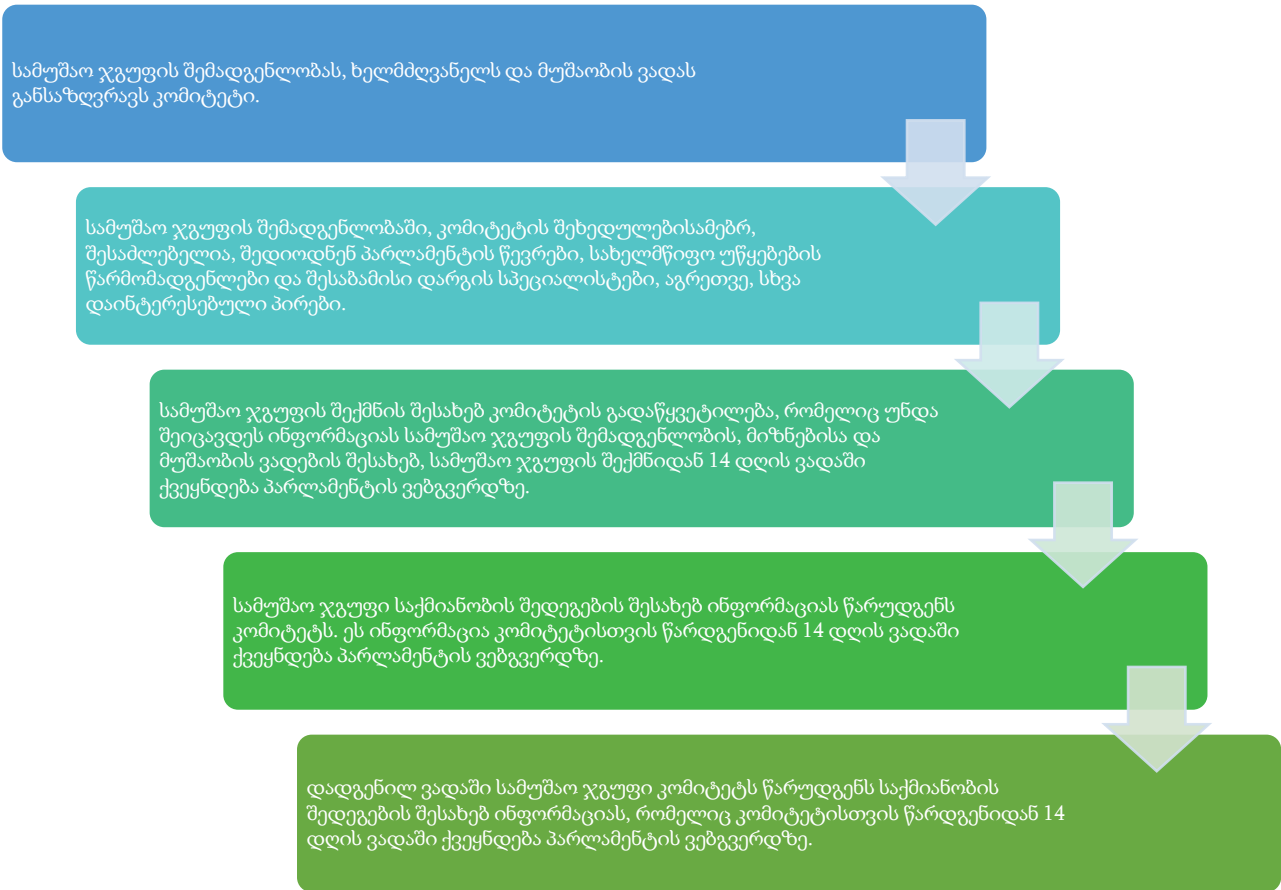 სამუშაო ჯგუფის შემადგენლობას, ხელმძღვანელს და მუშაობის ვადას
განსაზღვრავს კომიტეტი.
სამუშაო ჯგუფის შემადგენლობაში, კომიტეტის შეხედულებისამებრ,
შესაძლებელია, შედიოდნენ პარლამენტის წევრები, სახელმწიფო უწყებების
წარმომადგენლები და შესაბამისი დარგის სპეციალისტები, აგრეთვე, სხვა
დაინტერესებული პირები.
სამუშაო ჯგუფის შექმნის შესახებ კომიტეტის გადაწყვეტილება, რომელიც უნდა
შეიცავდეს ინფორმაციას სამუშაო ჯგუფის შემადგენლობის, მიზნებისა და
მუშაობის ვადების შესახებ, სამუშაო ჯგუფის შექმნიდან 14 დღის ვადაში
ქვეყნდება პარლამენტის ვებგვერდზე.
სამუშაო ჯგუფი საქმიანობის შედეგების შესახებ ინფორმაციას წარუდგენს
კომიტეტს. ეს ინფორმაცია კომიტეტისთვის წარდგენიდან 14 დღის ვადაში
ქვეყნდება პარლამენტის ვებგვერდზე.
დადგენილ ვადაში სამუშაო ჯგუფი კომიტეტს წარუდგენს საქმიანობის
შედეგების შესახებ ინფორმაციას, რომელიც კომიტეტისთვის წარდგენიდან 14
დღის ვადაში ქვეყნდება პარლამენტის ვებგვერდზე.